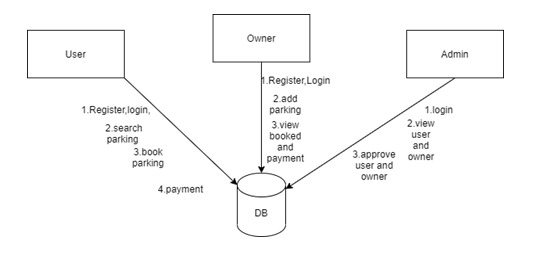 User
Owner
Admin
1.Register,login,
2.search
parking
3.book
parking
4.payment
1.Register,Login
2.add
parking
3.view
booked
and
payment
1.login
2.view
user
and
owner
3.approve
user and
owner
DB